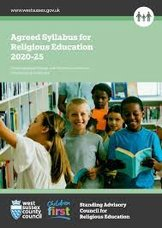 www.westsussex.gov.uk
Agreed Syllabus for
Religious Education
2020-25
west
sussex
county
council
Children
first
Standing Advisory
Council for
Religious Education